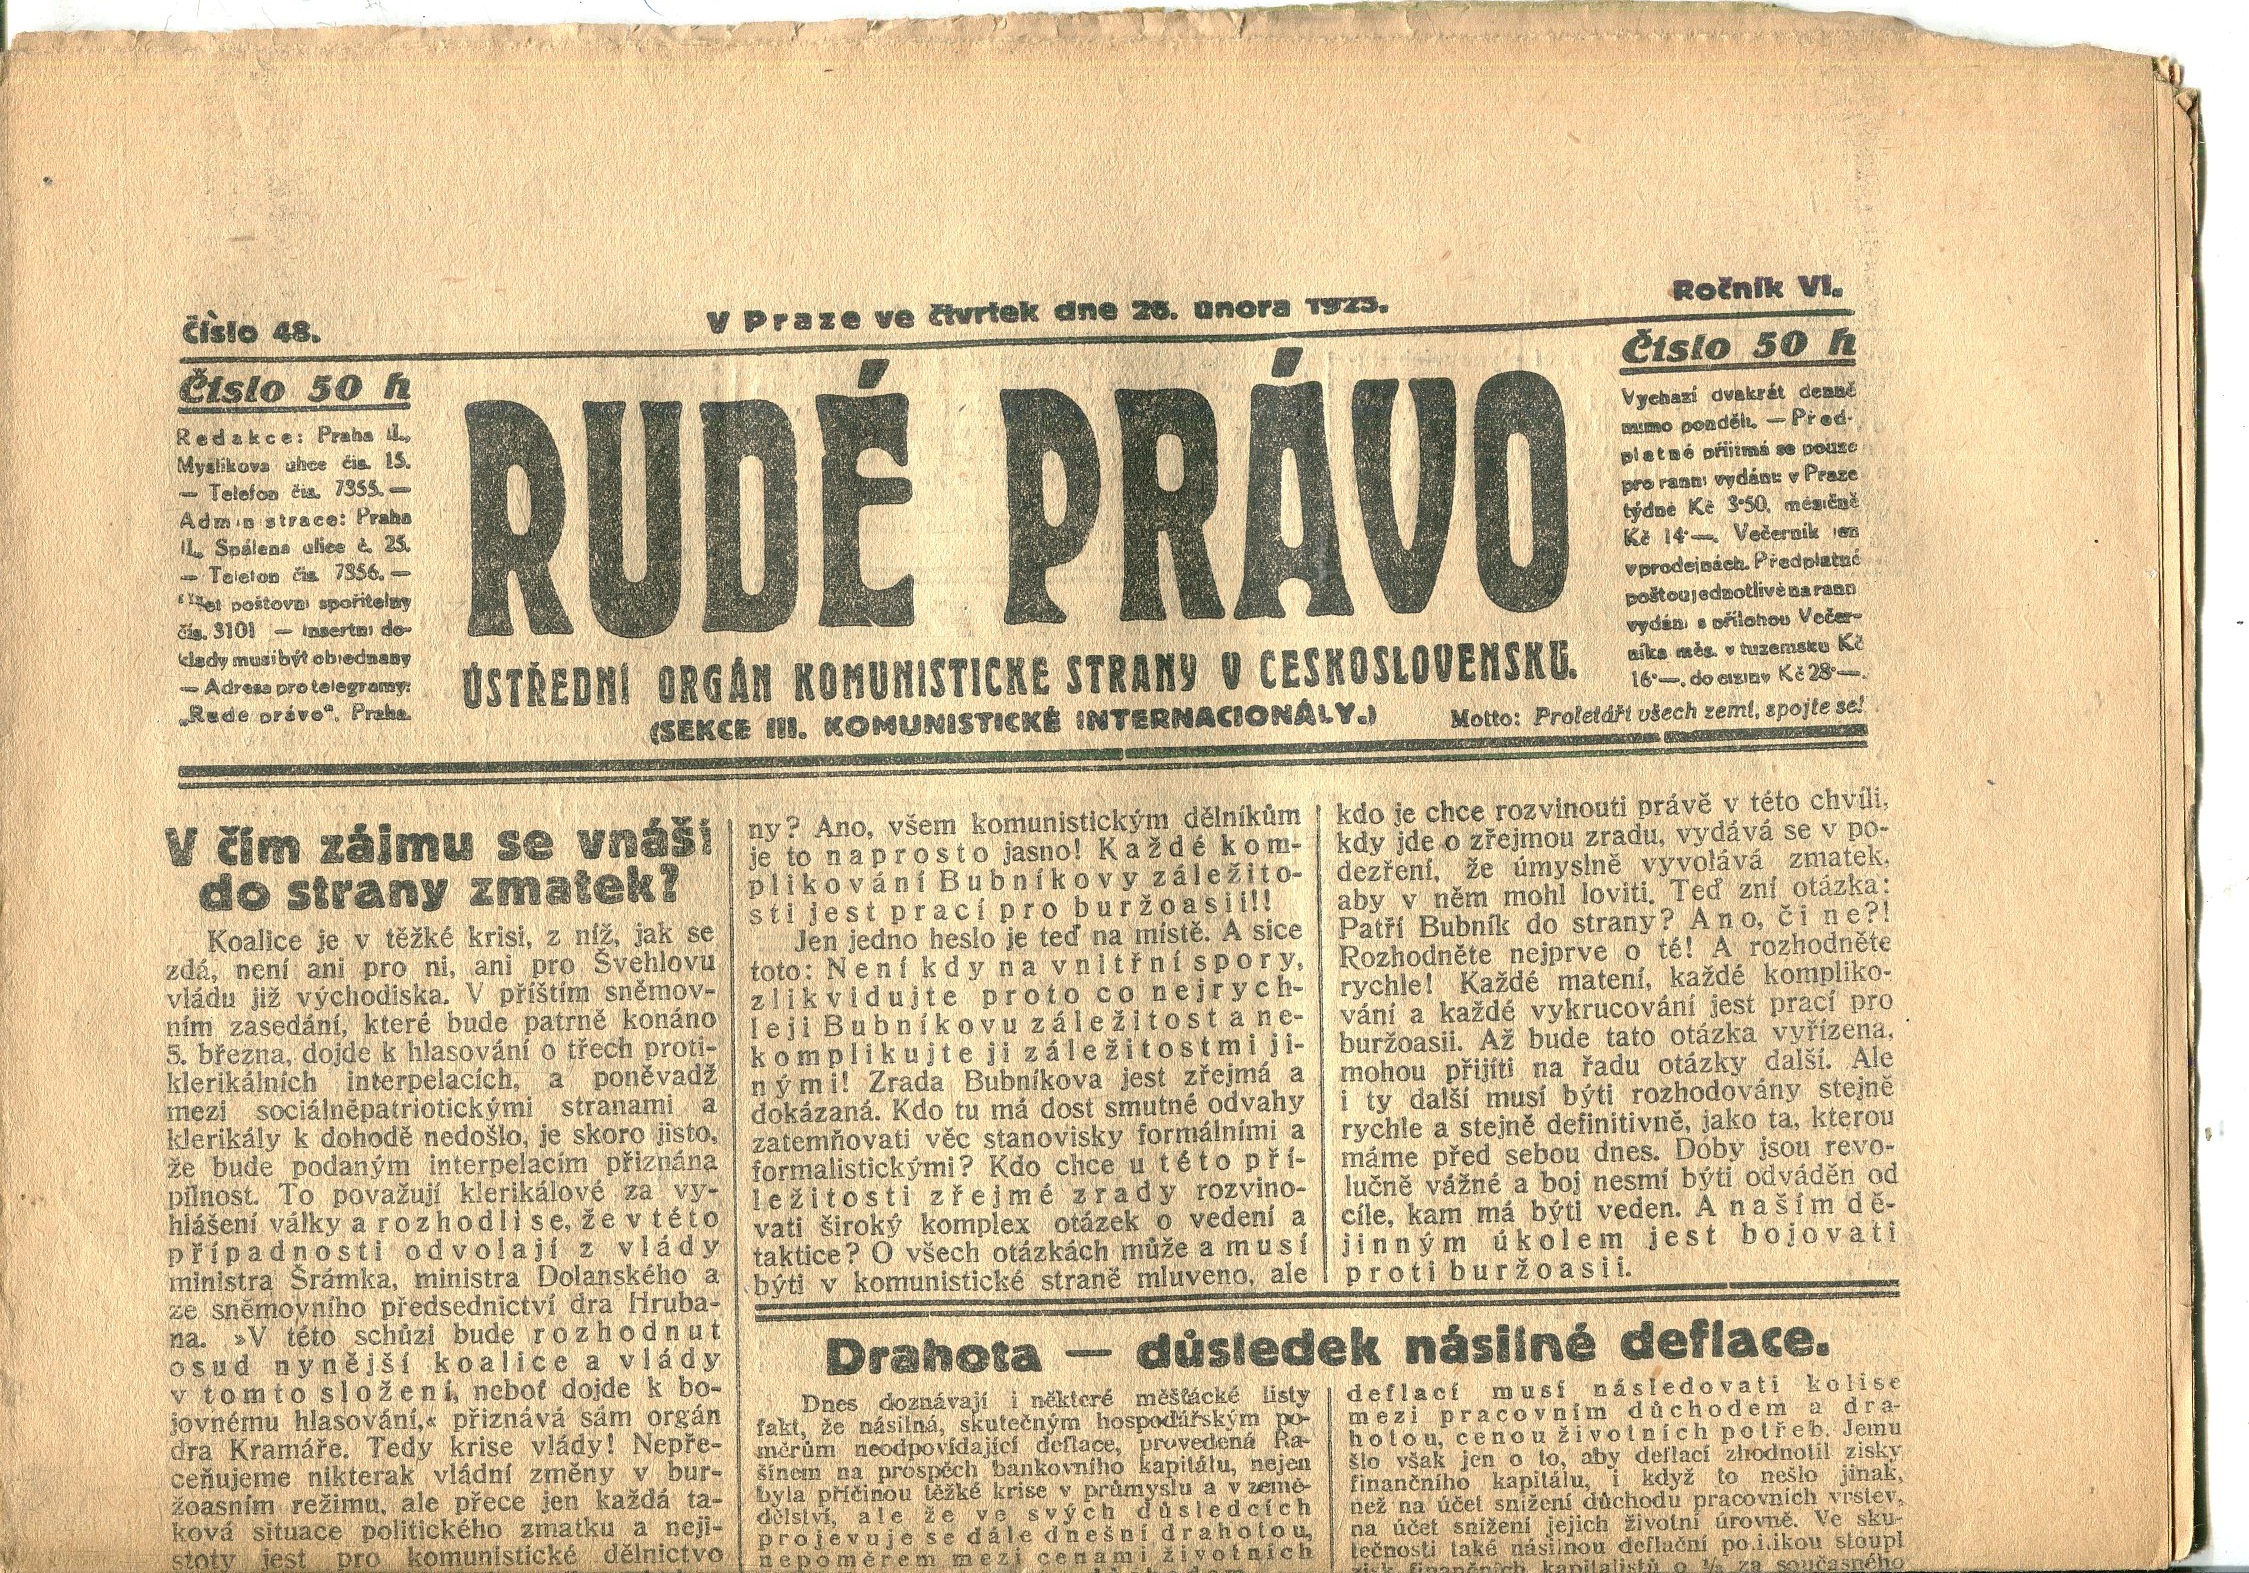 Číslo 48.
V Praze ve čtvrtek dne 26. února 1925.
Ročník VI.
Číslo 50 h
Redakce: Praha II.,
Myslíkova ulice čís. 15.
— Telefon čís. 7355. —
Administrace: Praha
II., Spálena ulice č. 25.
— Telefon čís. 7356. —
Účet poštovní spořitelny
čís. 3101 — Insertní do-
klady musí být objednány
— Adresa pro telegramy:
„Rudé právo“, Praha.
RUDÉ PRÁVO
ÚSTŘEDNÍ ORGÁN KOMUNISTICKÉ STRANY V ČESKOSLOVENSKU.
(SEKCE III. KOMUNISTICKÉ INTERNACIONÁLY.)
Motto: Proletáři všech zemí, spojte se!
Číslo 50 h
Vychází dvakrát denně
mimo pondělí. — Před-
platné přijímá se pouze
pro ranní vydání: v Praze
týdně Kč 3·50, měsíčně
Kč 14·—. Večerník jen
v prodejnách. Předplatné
poštou jednotlivě na ranní
vydání s přílohou Večer-
níka měs. v tuzemsku Kč
16·—, do ciziny Kč 28·—.
V čím zájmu se vnáší
do strany zmatek?
Koalice je v těžké krisi, z níž, jak se
zdá, není ani pro ni, ani pro Švehlovu
vládu již východiska. V příštím sněmov-
ním zasedání, které bude patrně konáno
5. března, dojde k hlasování o třech proti-
klerikálních interpelacích, a poněvadž
mezi sociálněpatriotickými stranami a
klerikály k dohodě nedošlo, je skoro jisto,
že bude podaným interpelacím přiznána
pilnost. To považují klerikálové za vy-
hlášení války a rozhodli se, že v této
případnosti odvolají z vlády
ministra Šrámka, ministra Dolanského a
ze sněmovního předsednictví dra Hruba-
na. »V této schůzi bude rozhodnut
osud nynější koalice a vlády
v tomto složení, neboť dojde k bo-
jovnému hlasování,« přiznává sám orgán
dra Kramáře. Tedy krise vlády! Nepře-
ceňujeme nikterak vládní změny v bur-
žoasním režimu, ale přece jen každá ta-
ková situace politického zmatku a neji-
stoty jest pro komunistické dělnictvo
ny? Ano, všem komunistickým dělníkům
je to naprosto jasno! Každé kom-
plikování Bubníkovy záležito-
sti jest prací pro buržoasii!!
Jen jedno heslo je teď na místě. A sice
toto: Není kdy na vnitřní spory,
zlikvidujte proto co nejrych-
leji Bubníkovu záležitost a ne-
komplikujte ji záležitostmi ji-
nými! Zrada Bubníkova jest zřejmá a
dokázaná. Kdo tu má dost smutné odvahy
zatemňovati věc stanovisky formálními a
formalistickými? Kdo chce u této pří-
ležitosti zřejmé zrady rozvino-
vati široký komplex otázek o vedení a
taktice? O všech otázkách může a musí
býti v komunistické straně mluveno, ale
kdo je chce rozvinouti právě v této chvíli,
kdy jde o zřejmou zradu, vydává se v po-
dezření, že úmyslně vyvolává zmatek,
aby v něm mohl loviti. Teď zní otázka:
Patří Bubník do strany? Ano, či ne?!
Rozhodněte nejprve o té! A rozhodněte
rychle! Každé matení, každé kompliko-
vání a každé vykrucování jest prací pro
buržoasii. Až bude tato otázka vyřízena,
mohou přijíti na řadu otázky další. Ale
i ty další musí býti rozhodovány stejně
rychle a stejně definitivně, jako ta, kterou
máme před sebou dnes. Doby jsou revo-
lučně vážné a boj nesmí býti odváděn od
cíle, kam má býti veden. A naším dě-
jinným úkolem jest bojovati
proti buržoasii.
Drahota — důsledek násilné deflace.
Dnes doznávají i některé měšťácké listy
fakt, že násilná, skutečným hospodářským po-
měrům neodpovídající deflace, provedená Ra-
šínem na prospěch bankovního kapitálu, nejen
byla příčinou těžké krise v průmyslu a v země-
dělství, ale že ve svých důsledcích
projevuje se dále dnešní drahotou,
nepoměrem mezi cenami životních
deflací musí následovati kolise
mezi pracovním důchodem a dra-
hotou, cenou životních potřeb. Jemu
šlo však jen o to, aby deflací zhodnotil zisky
finančního kapitálu, i když to nešlo jinak,
než na účet snížení důchodu pracovních vrstev,
na účet snížení jejich životní úrovně. Ve sku-
tečnosti také násilnou deflační politikou stoupl
zisk finančních kapitalistů o ⅓ za současného